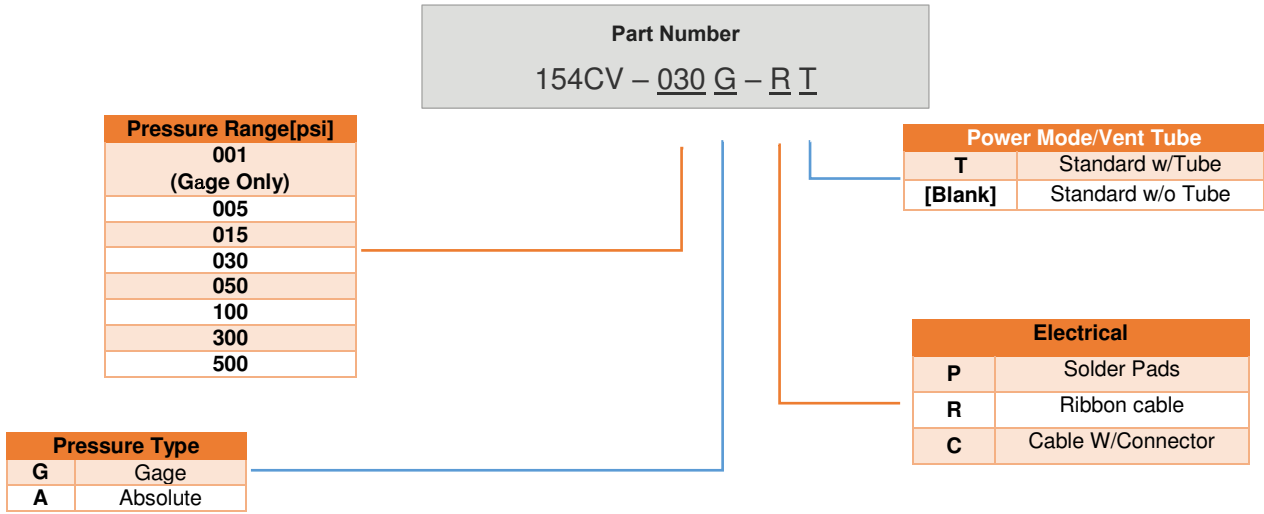 Part Number
154CV – 030 G – R T
Pressure Range[psi]
001
(Gage Only)
005
015
030
050
100
300
500
Power Mode/Vent Tube
T Standard w/Tube
[Blank] Standard w/o Tube
Electrical
P Solder Pads
R Ribbon cable
C Cable W/Connector
Pressure Type
G Gage
A Absolute